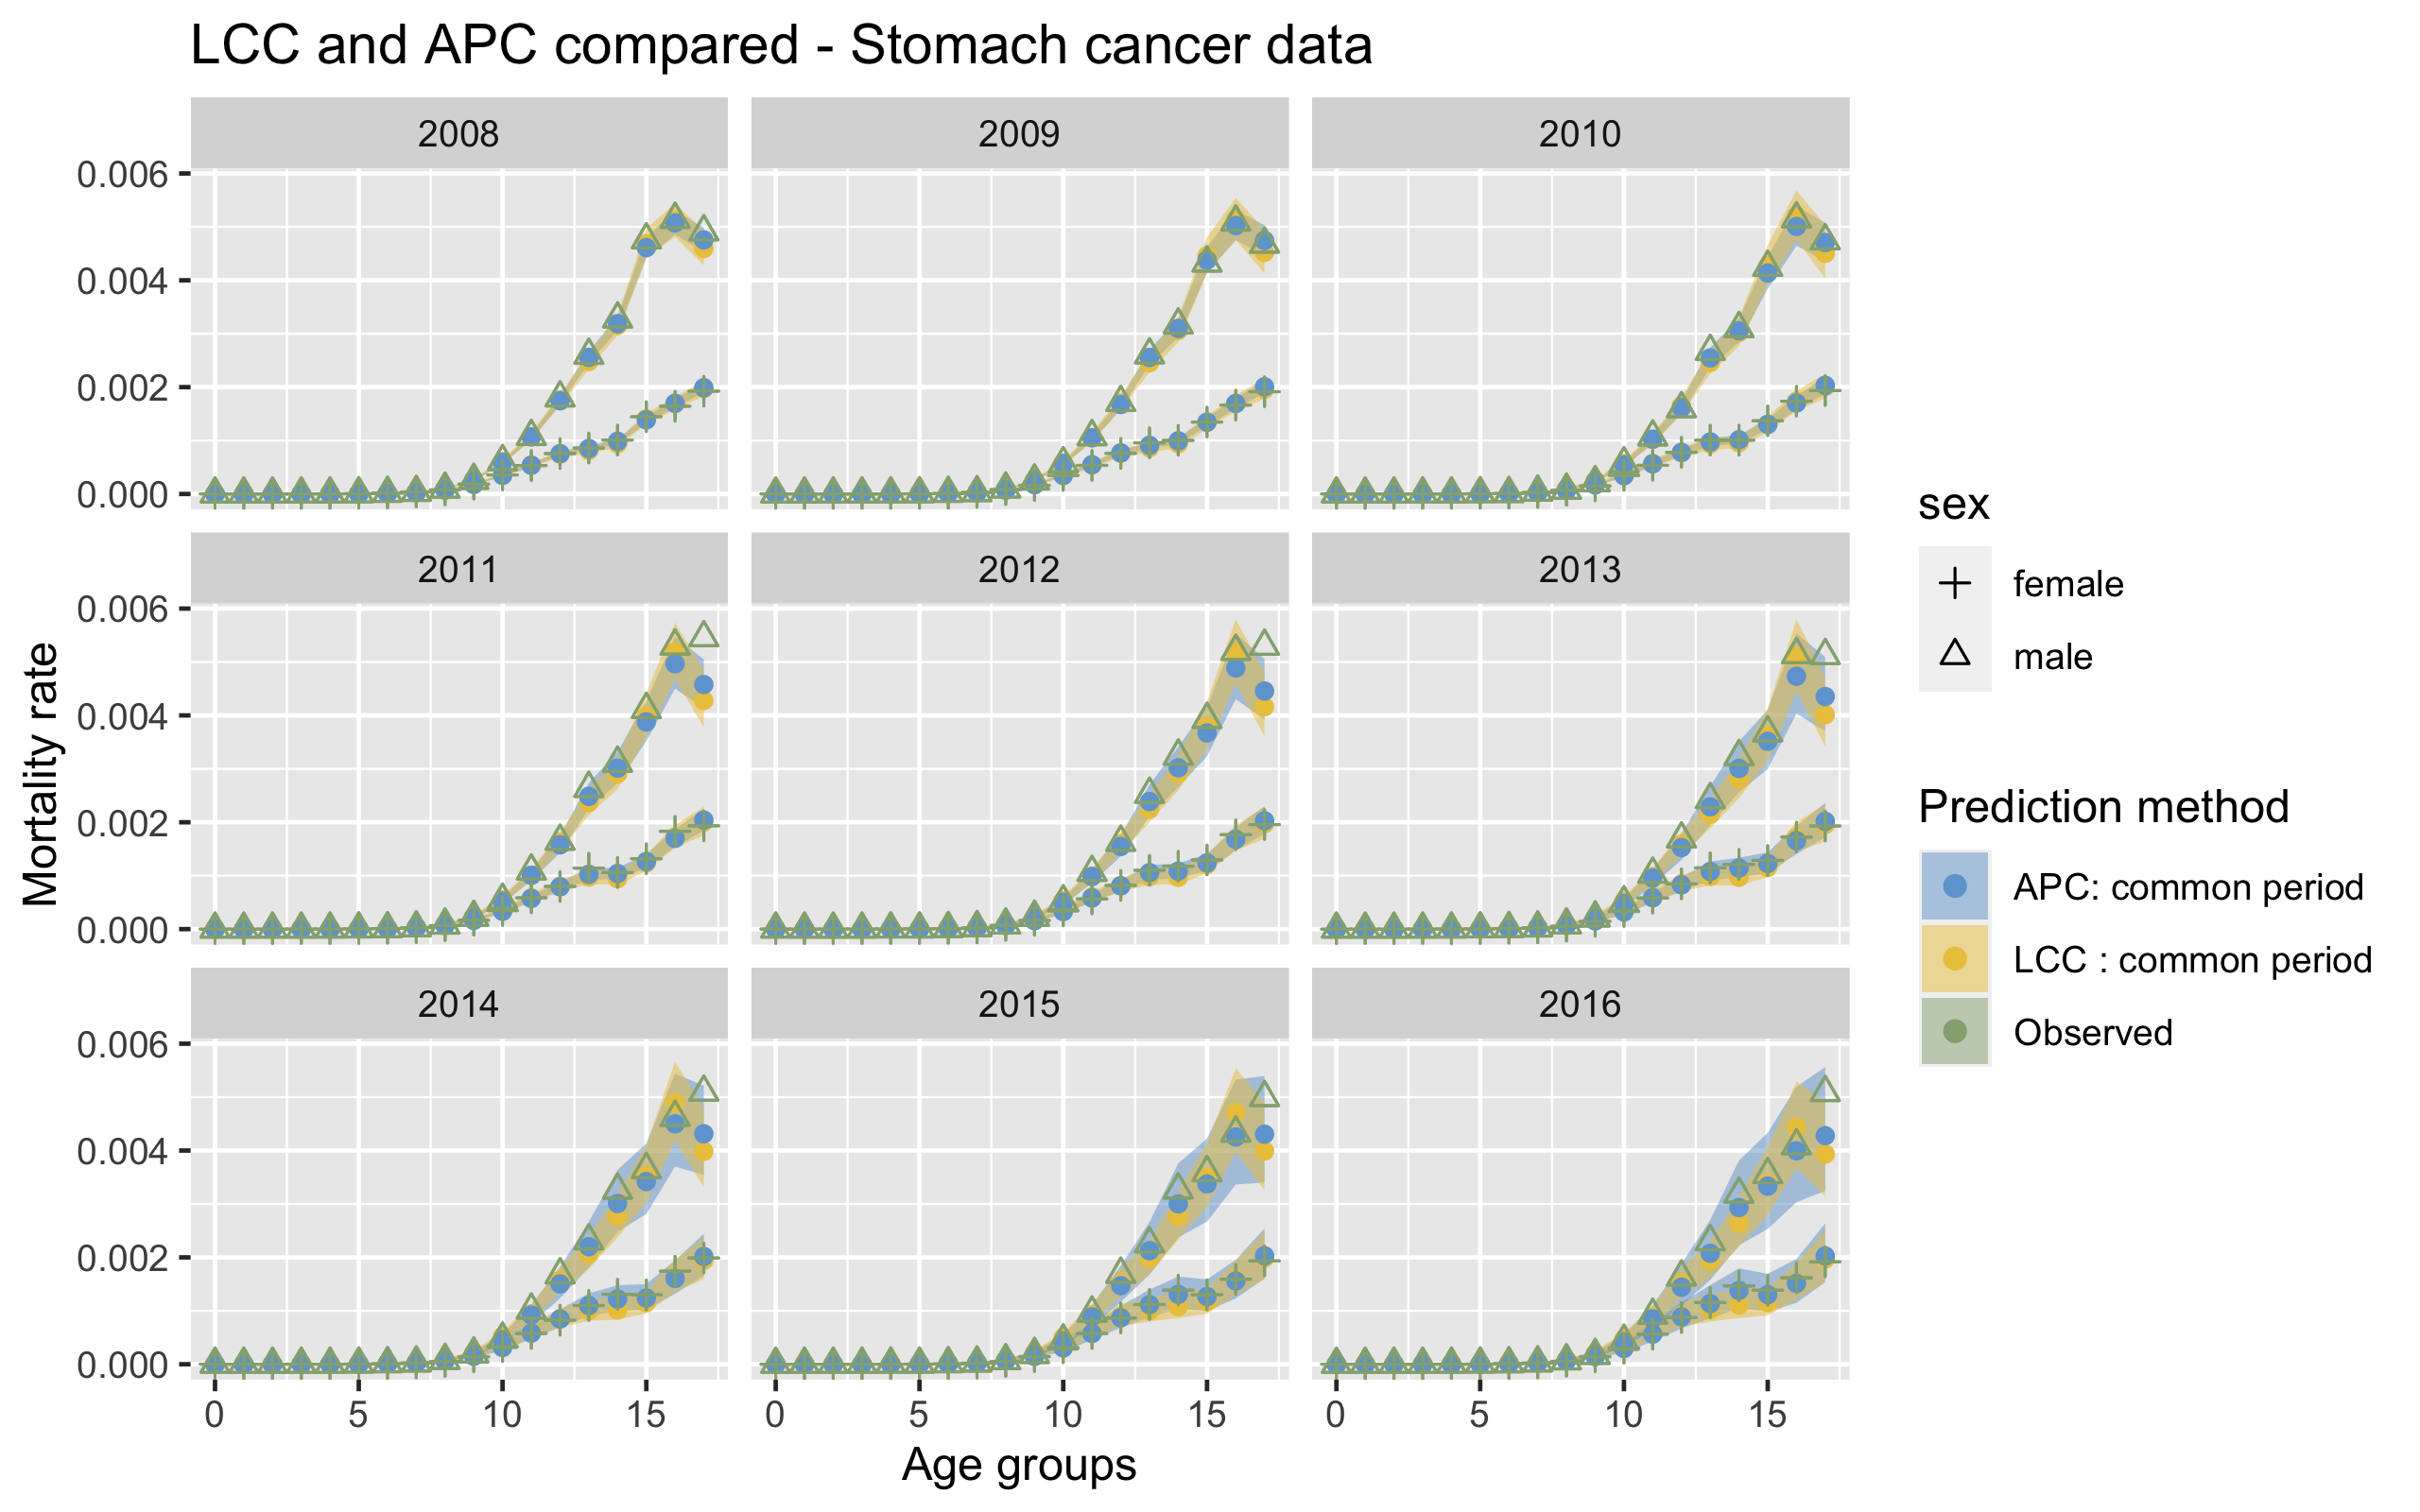 LCC and APC compared - Stomach cancer data
2008 2009 2010
0.006
0.004
0.002
0.000
2011 2012 2013
0.006
0.004
0.002
0.000
2014 2015 2016
0.006
0.004
0.002
0.000
0 5 10 15 0 5 10 15 0 5 10 15
Age groups
Mortality rate
sex
female
male
Prediction method
APC: common period
LCC : common period
Observed